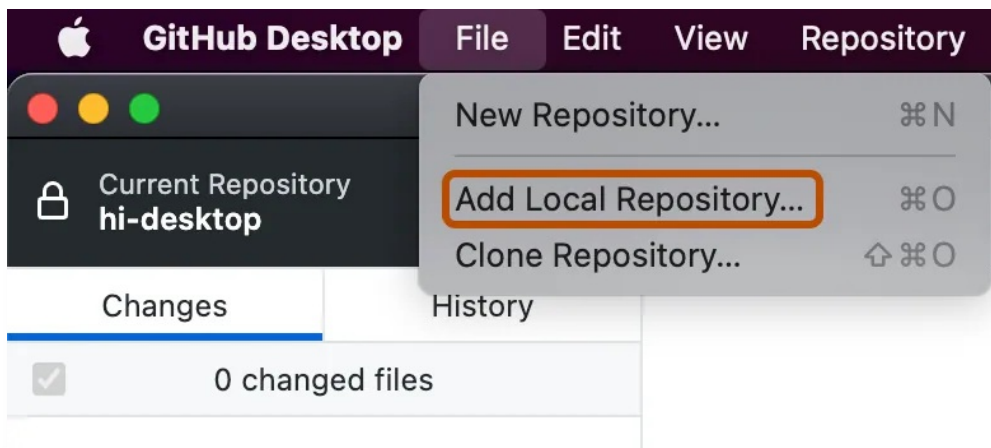 GitHub Desktop File Edit View Repository
New Repository... ⌘N
Current Repository
hi-desktop
Add Local Repository... ⌘O
Clone Repository... ⇧⌘O
Changes History
0 changed files